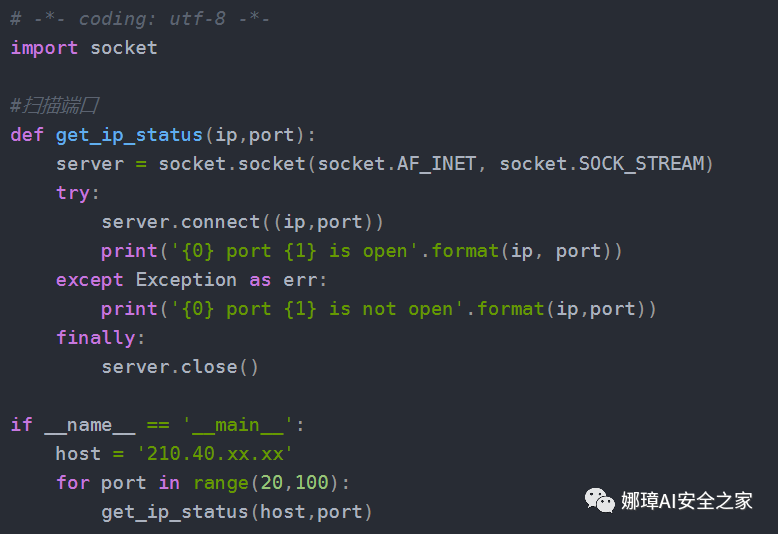 # -*- coding: utf-8 -*-
import socket
#扫描端口
def get_ip_status(ip,port):
    server = socket.socket(socket.AF_INET, socket.SOCK_STREAM)
    try:
        server.connect((ip,port))
        print('{0} port {1} is open'.format(ip, port))
    except Exception as err:
        print('{0} port {1} is not open'.format(ip,port))
    finally:
        server.close()
if __name__ == '__main__':
    host = '210.40.xx.xx'
    for port in range(20,100):
        get_ip_status(host,port)
娜璋AI安全之家